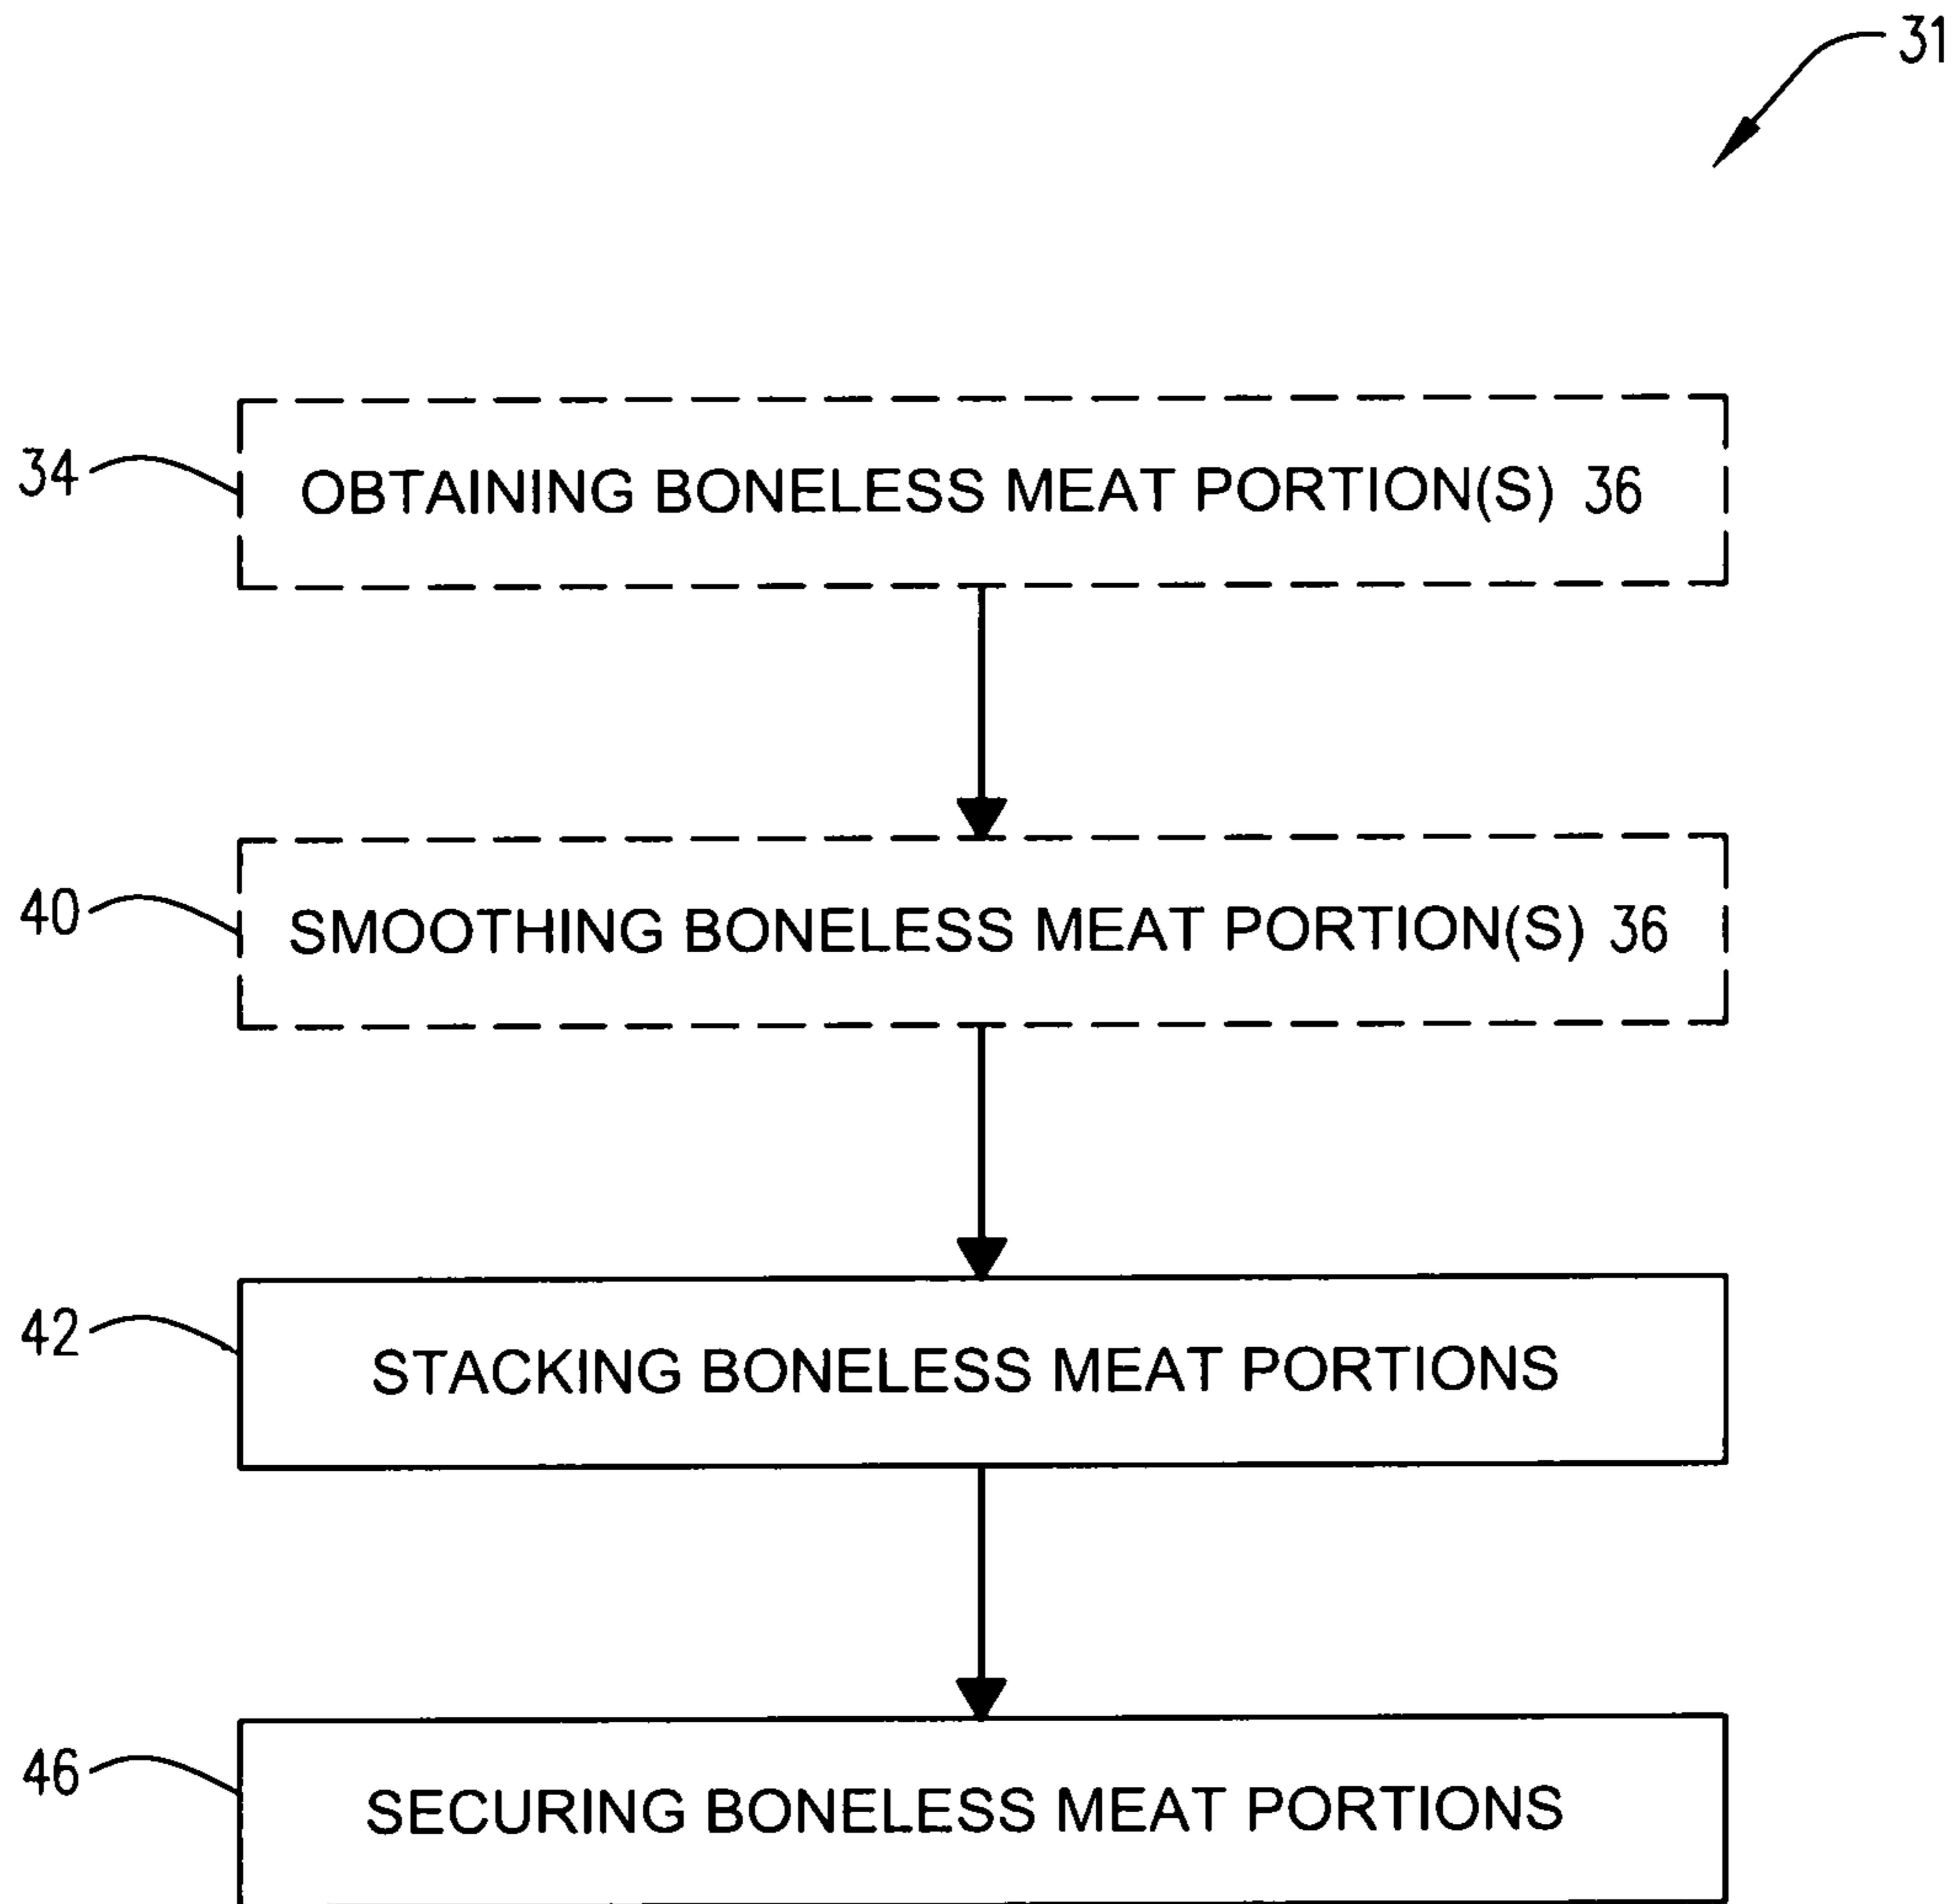 31
34
OBTAINING BONELESS MEAT PORTION(S) 36
40
SMOOTHING BONELESS MEAT PORTION(S) 36
42
STACKING BONELESS MEAT PORTIONS
46
SECURING BONELESS MEAT PORTIONS